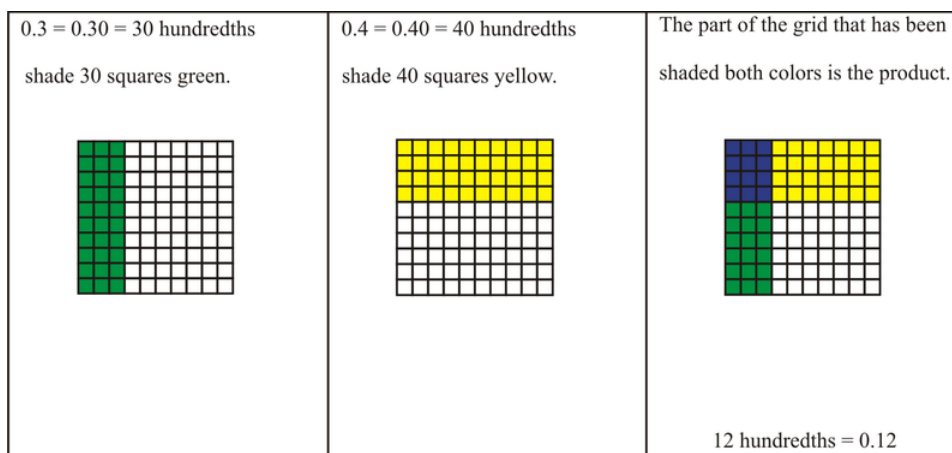 0.3 = 0.30 = 30 hundredths
shade 30 squares green.
0.4 = 0.40 = 40 hundredths
shade 40 squares yellow.
The part of the grid that has been
shaded both colors is the product.
12 hundredths = 0.12